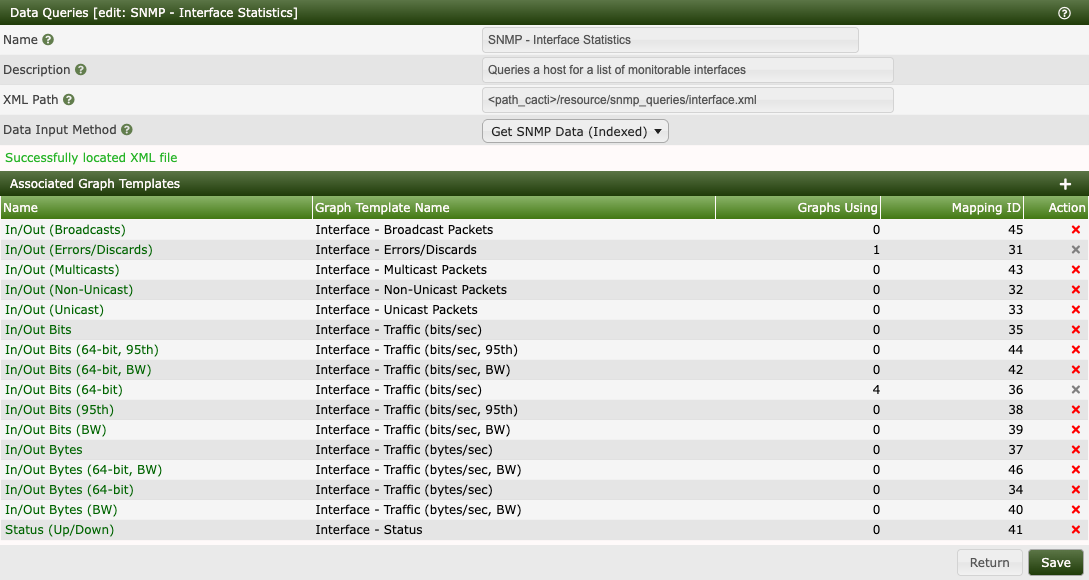 Data Queries [edit: SNMP - Interface Statistics]
Name SNMP - Interface Statistics
Description Queries a host for a list of monitorable interfaces
XML Path <path_cacti>/resource/snmp_queries/interface.xml
Data Input Method Get SNMP Data (Indexed)
Successfully located XML file
Associated Graph Templates
Name Graph Template Name Graphs Using Mapping ID Action
In/Out (Broadcasts) Interface - Broadcast Packets 0 45
In/Out (Errors/Discards) Interface - Errors/Discards 1 31
In/Out (Multicasts) Interface - Multicast Packets 0 43
In/Out (Non-Unicast) Interface - Non-Unicast Packets 0 32
In/Out (Unicast) Interface - Unicast Packets 0 33
In/Out Bits Interface - Traffic (bits/sec) 0 35
In/Out Bits (64-bit, 95th) Interface - Traffic (bits/sec, 95th) 0 44
In/Out Bits (64-bit, BW) Interface - Traffic (bits/sec, BW) 0 42
In/Out Bits (64-bit) Interface - Traffic (bits/sec) 4 36
In/Out Bits (95th) Interface - Traffic (bits/sec, 95th) 0 38
In/Out Bits (BW) Interface - Traffic (bits/sec, BW) 0 39
In/Out Bytes Interface - Traffic (bytes/sec) 0 37
In/Out Bytes (64-bit, BW) Interface - Traffic (bytes/sec, BW) 0 46
In/Out Bytes (64-bit) Interface - Traffic (bytes/sec) 0 34
In/Out Bytes (BW) Interface - Traffic (bytes/sec, BW) 0 40
Status (Up/Down) Interface - Status 0 41
Return Save